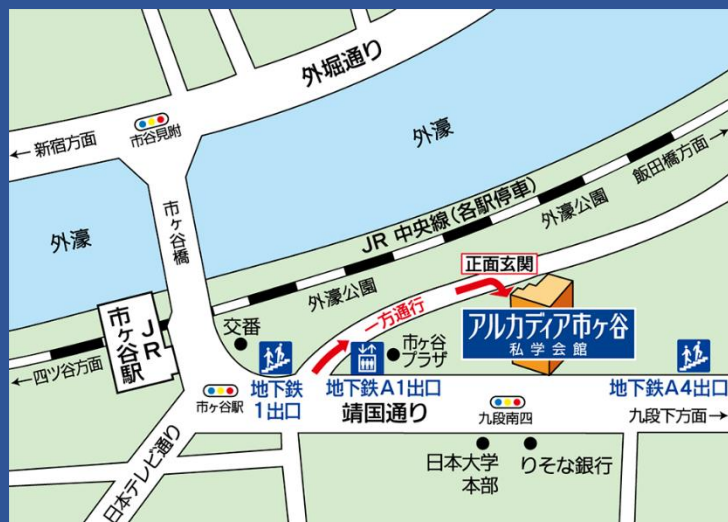 外堀通り
← 新宿方面
市谷見附
外濠
飯田橋方面 →
外濠
市ヶ谷橋
JR 中央線(各駅停車)
外濠公園
正面玄関
外濠公園
アルカディア市ヶ谷
私学会館
JR
市ヶ谷駅
交番
一方通行
市ヶ谷
プラザ
←四ツ谷方面
地下鉄
1出口
地下鉄A1出口
地下鉄A4出口
市ヶ谷駅
靖国通り
九段南四
九段下方面→
日本テレビ通り
日本大学
本部
りそな銀行